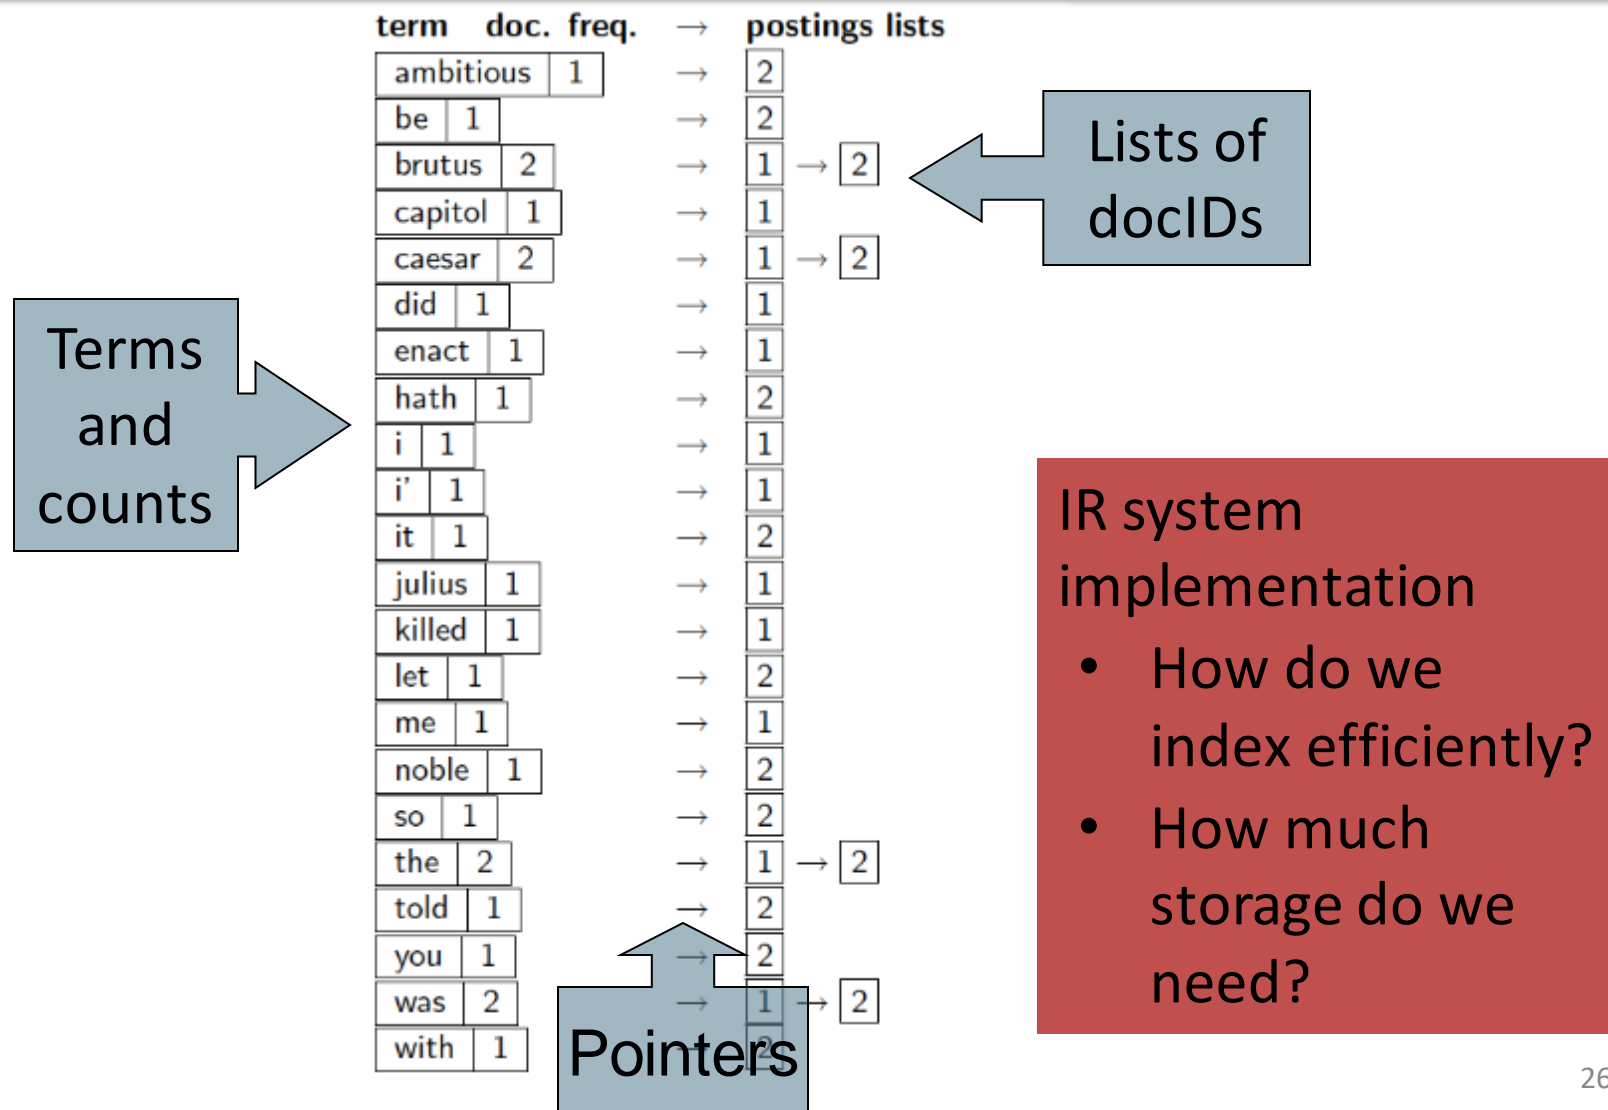 term doc. freq. → postings lists
ambitious 1 → 2
be 1 → 2
brutus 2 → 1 → 2
capitol 1 → 1
caesar 2 → 1 → 2
did 1 → 1
enact 1 → 1
hath 1 → 2
i 1 → 1
i' 1 → 1
it 1 → 2
julius 1 → 1
killed 1 → 1
let 1 → 2
me 1 → 1
noble 1 → 2
so 1 → 2
the 2 → 1 → 2
told 1 → 2
you 1 → 2
was 2 → 1 → 2
with 1 → 2
Lists of
docIDs
Terms
and
counts
Pointers
IR system
implementation
• How do we
index efficiently?
• How much
storage do we
need?
26